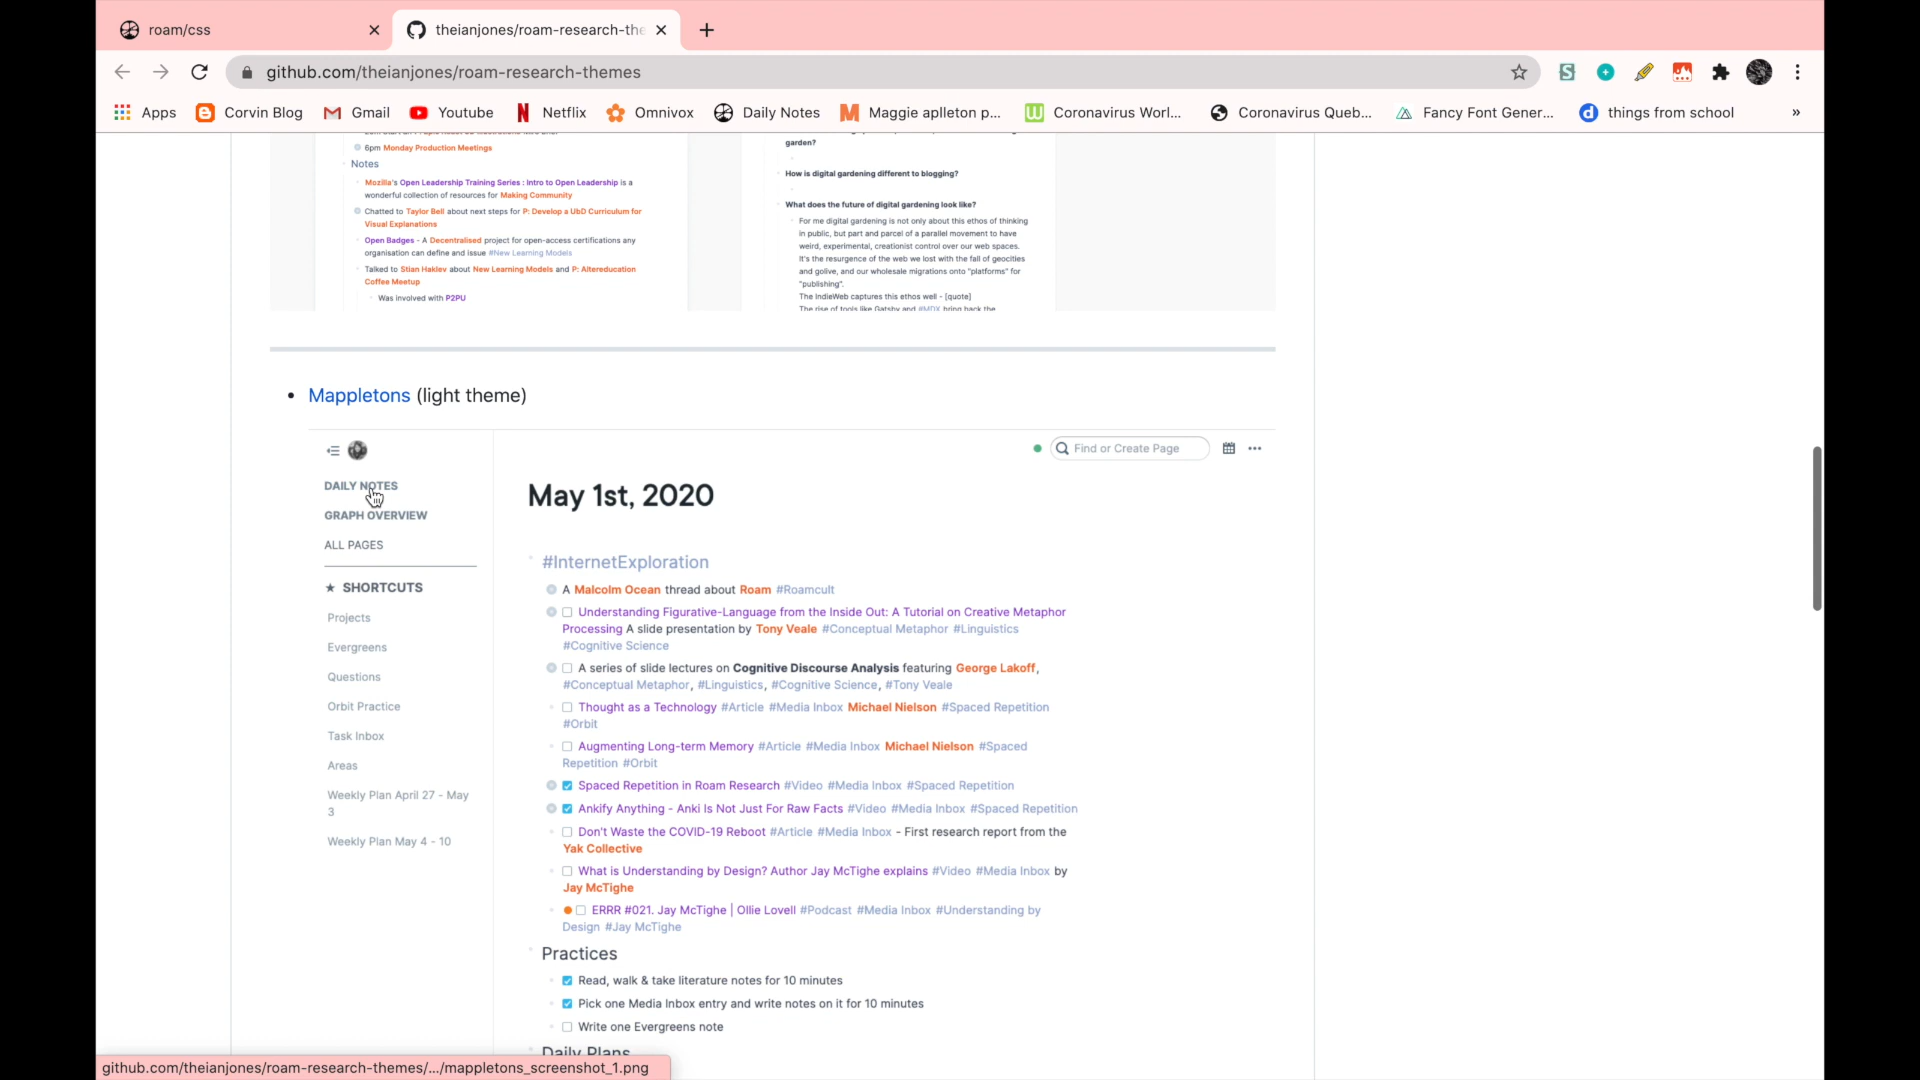 roam/css
theianjones/roam-research-the
github.com/theianjones/roam-research-themes
Apps
Corvin Blog
Gmail
Youtube
Netflix
Omnivox
Daily Notes
Maggie aplleton p...
Coronavirus Worl...
Coronavirus Queb...
Fancy Font Gener...
things from school
»
6pm Monday Production Meetings
Notes
Mozilla's Open Leadership Training Series : Intro to Open Leadership is a
wonderful collection of resources for Making Community
Chatted to Taylor Bell about next steps for P: Develop a UbD Curriculum for
Visual Explanations
Open Badges - A Decentralised project for open-access certifications any
organisation can define and issue #New Learning Models
Talked to Stian Haklev about New Learning Models and P: Altereducation
Coffee Meetup
Was involved with P2PU
garden?
How is digital gardening different to blogging?
What does the future of digital gardening look like?
For me digital gardening is not only about this ethos of thinking
in public, but part and parcel of a parallel movement to have
weird, experimental, creationist control over our web spaces.
It's the resurgence of the web we lost with the fall of geocities
and golive, and our wholesale migrations onto "platforms" for
"publishing".
The IndieWeb captures this ethos well - [quote]
The rise of tools like Gatsby and #MDX bring back the
Mappletons (light theme)
Find or Create Page
DAILY NOTES
GRAPH OVERVIEW
ALL PAGES
★ SHORTCUTS
Projects
Evergreens
Questions
Orbit Practice
Task Inbox
Areas
Weekly Plan April 27 - May
3
Weekly Plan May 4 - 10
May 1st, 2020
#InternetExploration
A Malcolm Ocean thread about Roam #Roamcult
Understanding Figurative-Language from the Inside Out: A Tutorial on Creative Metaphor
Processing A slide presentation by Tony Veale #Conceptual Metaphor #Linguistics
#Cognitive Science
A series of slide lectures on Cognitive Discourse Analysis featuring George Lakoff,
#Conceptual Metaphor, #Linguistics, #Cognitive Science, #Tony Veale
Thought as a Technology #Article #Media Inbox Michael Nielson #Spaced Repetition
#Orbit
Augmenting Long-term Memory #Article #Media Inbox Michael Nielson #Spaced
Repetition #Orbit
Spaced Repetition in Roam Research #Video #Media Inbox #Spaced Repetition
Ankify Anything - Anki Is Not Just For Raw Facts #Video #Media Inbox #Spaced Repetition
Don't Waste the COVID-19 Reboot #Article #Media Inbox - First research report from the
Yak Collective
What is Understanding by Design? Author Jay McTighe explains #Video #Media Inbox by
Jay McTighe
ERRR #021. Jay McTighe | Ollie Lovell #Podcast #Media Inbox #Understanding by
Design #Jay McTighe
Practices
Read, walk & take literature notes for 10 minutes
Pick one Media Inbox entry and write notes on it for 10 minutes
Write one Evergreens note
Daily Plans
github.com/theianjones/roam-research-themes/.../mappletons_screenshot_1.png